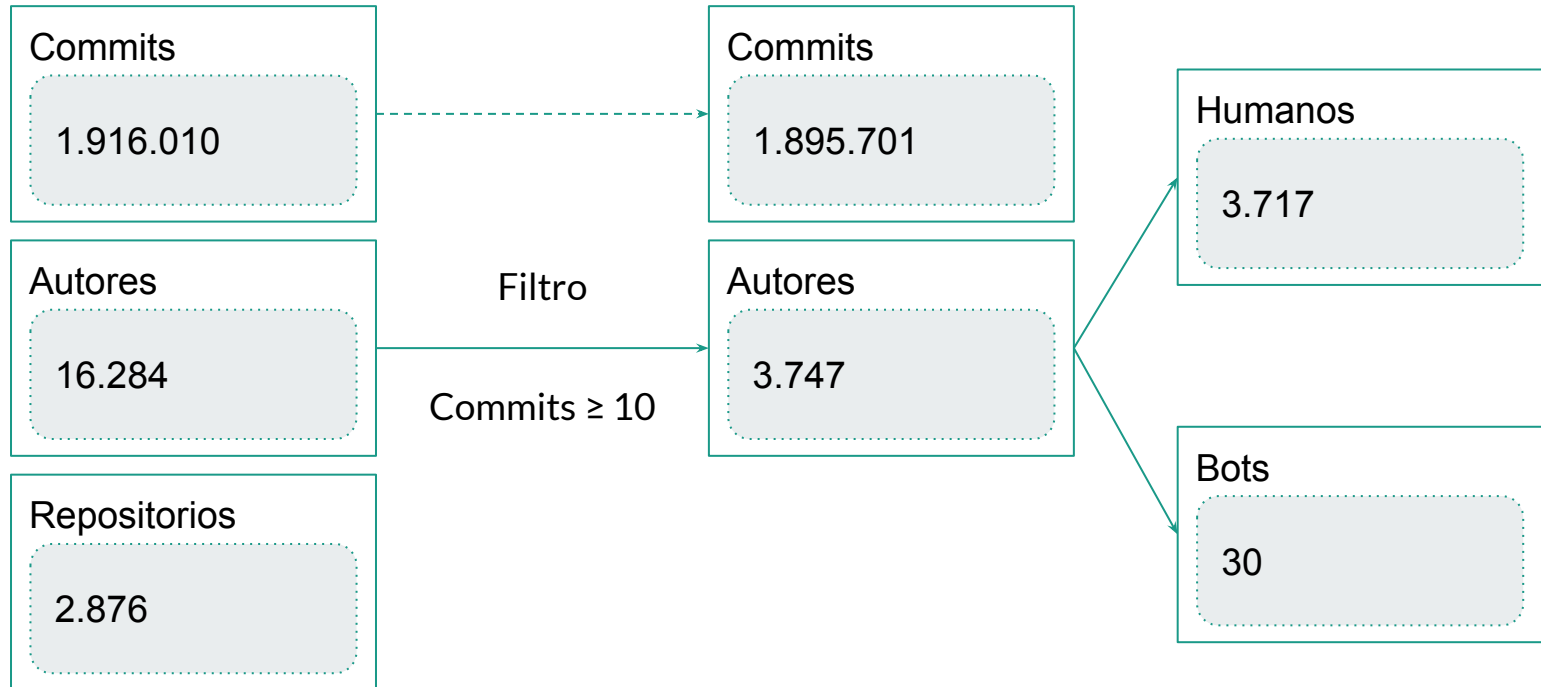 Commits
1.916.010
Autores
16.284
Repositorios
2.876
Filtro
Commits ≥ 10
Commits
1.895.701
Autores
3.747
Humanos
3.717
Bots
30